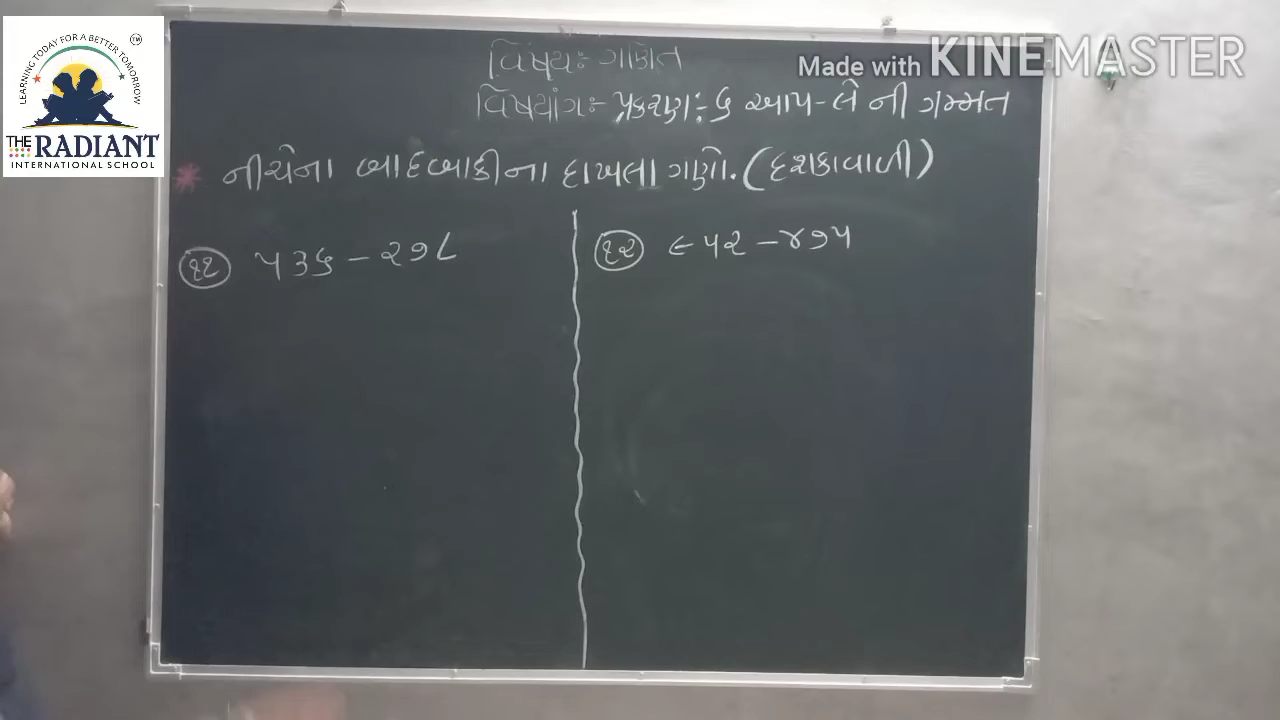 LEARNING TODAY FOR A BETTER TOMORROW
THE RADIANT
INTERNATIONAL SCHOOL
Made with KINEMASTER
વિષય:- ગણિત
વિષયાંગ:- પ્રકરણ:- ૬ આપ-લે ની ગમ્મત
* નીચેના બાદબાકીના દાખલા ગણો. (દશકાવાળી)
૧૧ ૫૩૬ - ૨૭૮
૧૨ ૯૫૨ - ૪૭૫